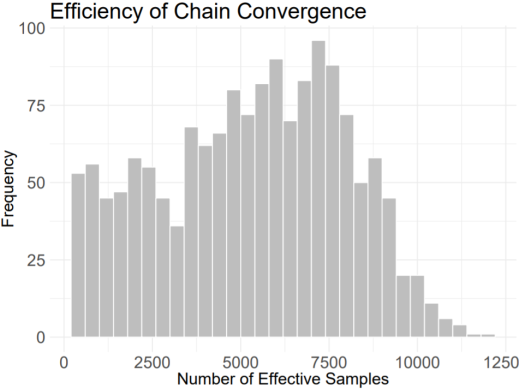 Efficiency of Chain Convergence
100
75
50
25
0
Frequency
0 2500 5000 7500 10000 1250
Number of Effective Samples